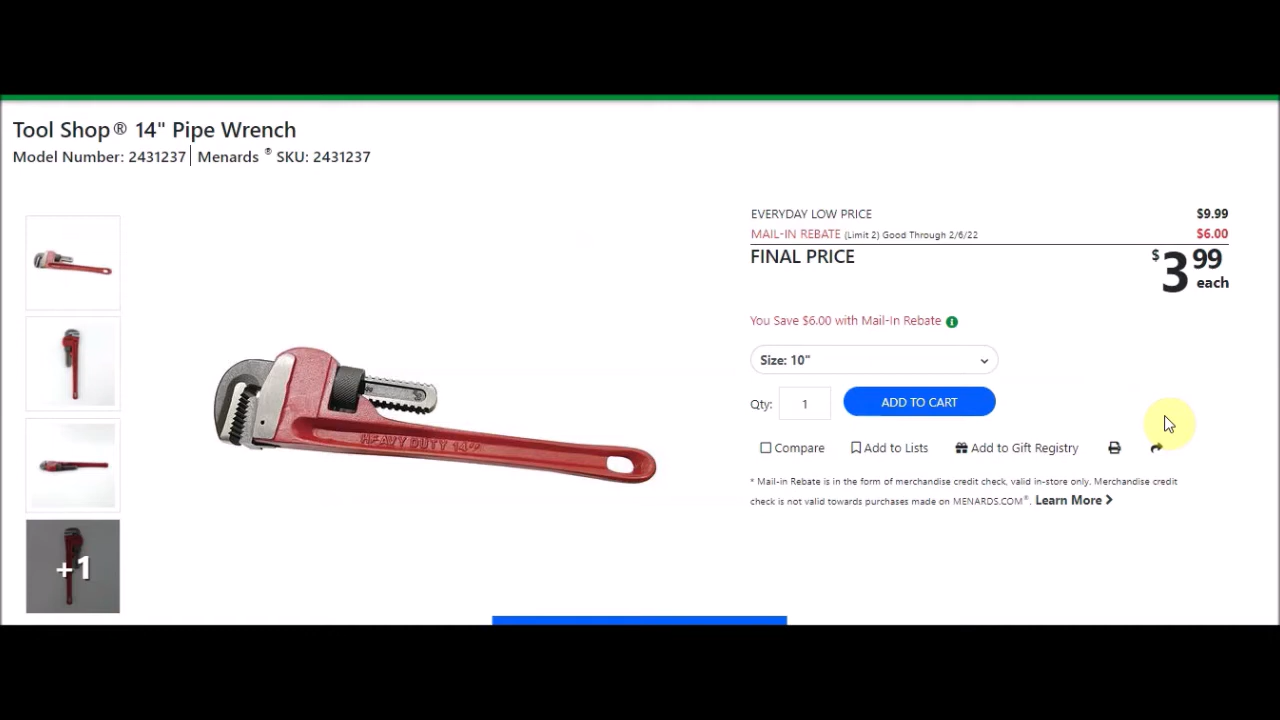 Tool Shop® 14" Pipe Wrench
Model Number: 2431237 | Menards ® SKU: 2431237
EVERYDAY LOW PRICE $9.99
MAIL-IN REBATE (Limit 2) Good Through 2/6/22 $6.00
FINAL PRICE $3 99 each
You Save $6.00 with Mail-In Rebate
Size: 10"
Qty: 1 ADD TO CART
Compare Add to Lists Add to Gift Registry
* Mail-in Rebate is in the form of merchandise credit check, valid in-store only. Merchandise credit
check is not valid towards purchases made on MENARDS.COM®. Learn More
HEAVY DUTY 14"
+1